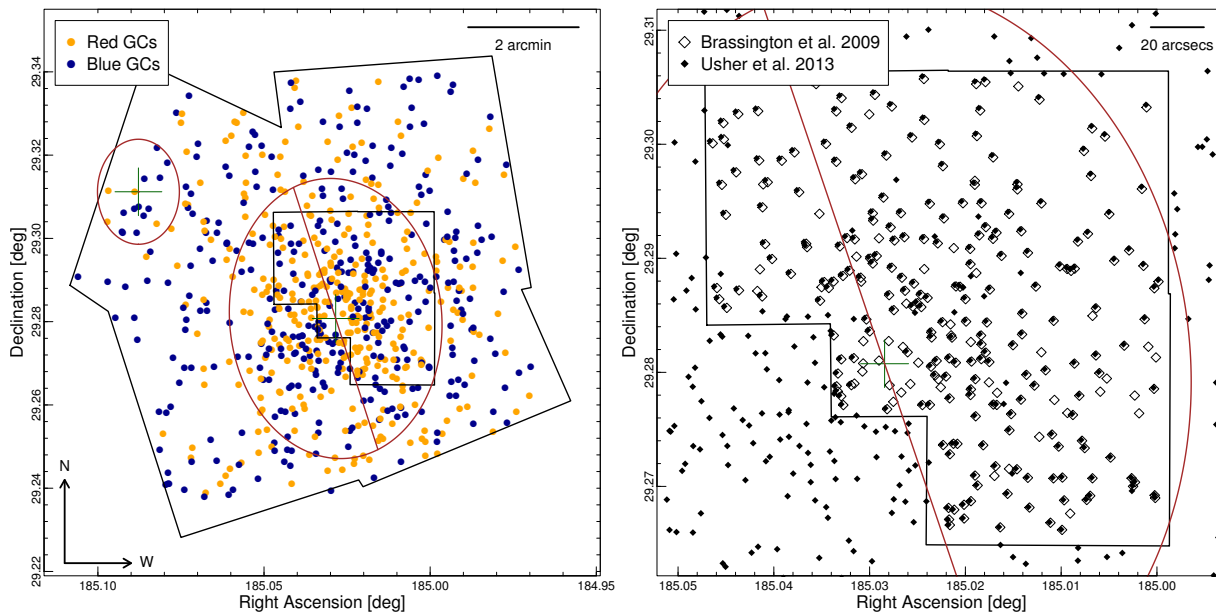 Red GCs
Blue GCs
2 arcmin
29.34
29.32
29.30
29.28
29.26
29.24
29.22
Declination [deg]
N
W
185.10
185.05
185.00
184.95
Right Ascension [deg]
Brassington et al. 2009
Usher et al. 2013
20 arcsecs
29.31
29.30
29.29
29.28
29.27
Declination [deg]
185.05
185.04
185.03
185.02
185.01
185.00
Right Ascension [deg]